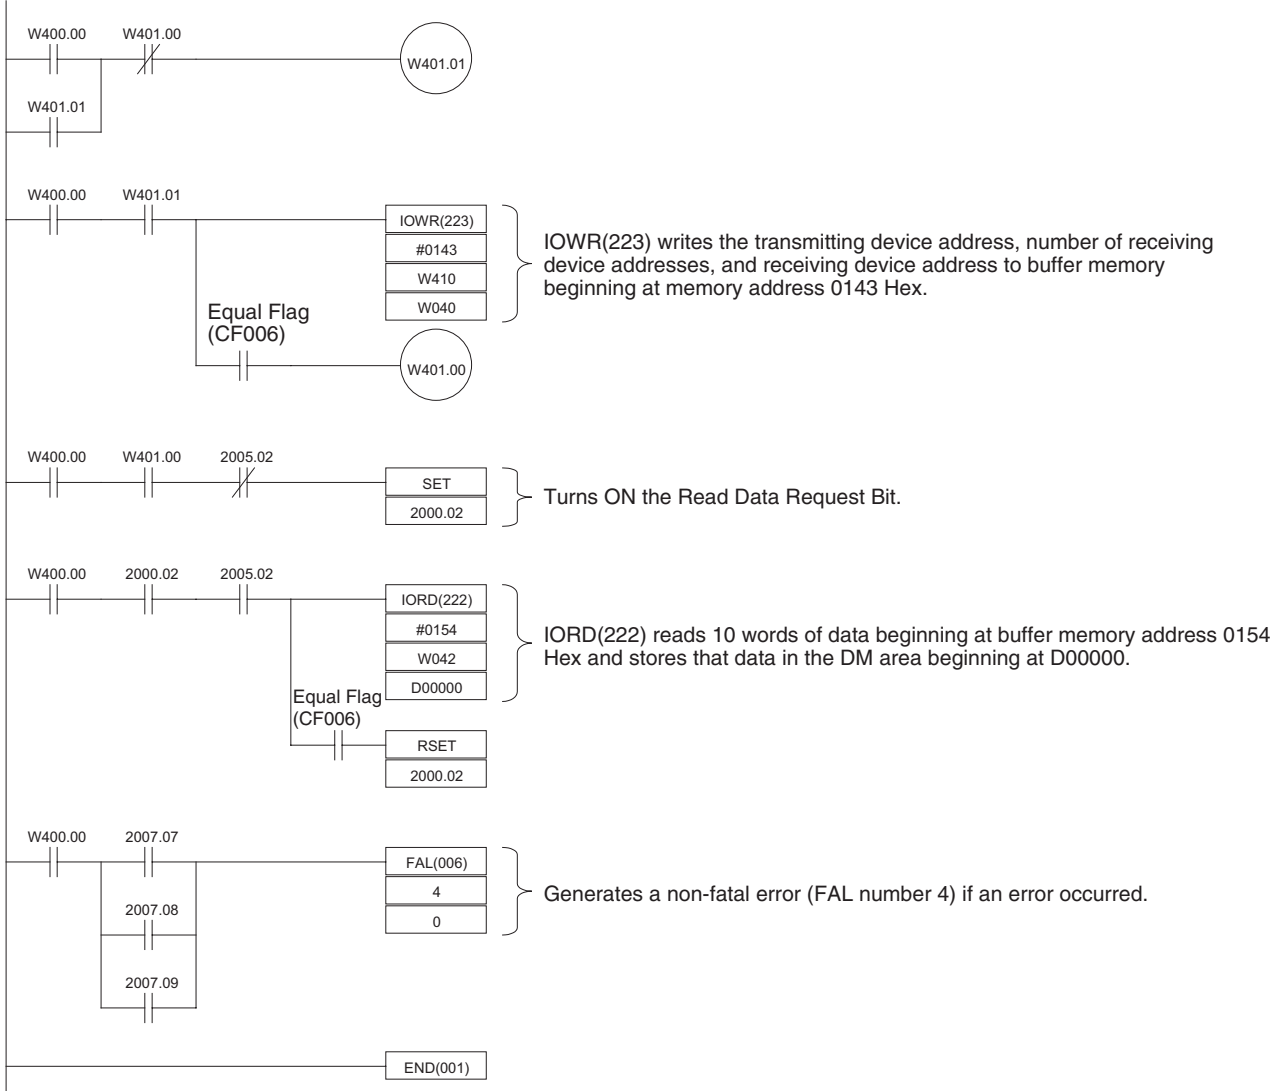 W400.00 W401.00
W401.01
W401.01
W400.00 W401.01
IOWR(223)
#0143
W410
W040
IOWR(223) writes the transmitting device address, number of receiving
device addresses, and receiving device address to buffer memory
beginning at memory address 0143 Hex.
Equal Flag
(CF006)
W401.00
W400.00 W401.00 2005.02
SET
2000.02
Turns ON the Read Data Request Bit.
W400.00 2000.02 2005.02
IORD(222)
#0154
W042
D00000
IORD(222) reads 10 words of data beginning at buffer memory address 0154
Hex and stores that data in the DM area beginning at D00000.
Equal Flag
(CF006)
RSET
2000.02
W400.00 2007.07
FAL(006)
4
0
Generates a non-fatal error (FAL number 4) if an error occurred.
2007.08
2007.09
END(001)